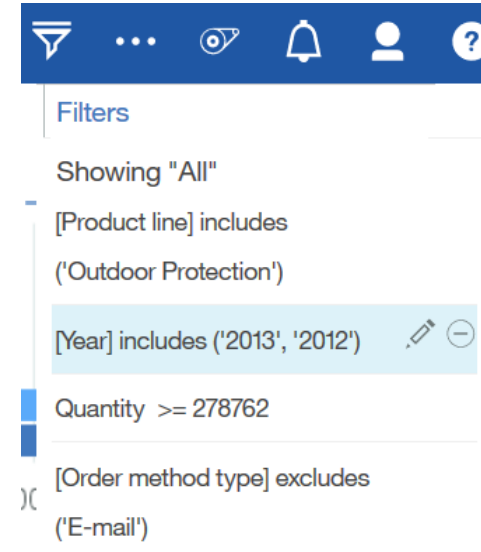 ?
Filters
Showing "All"
[Product line] includes
('Outdoor Protection')
[Year] includes ('2013', '2012')
Quantity >= 278762
[Order method type] excludes
('E-mail')